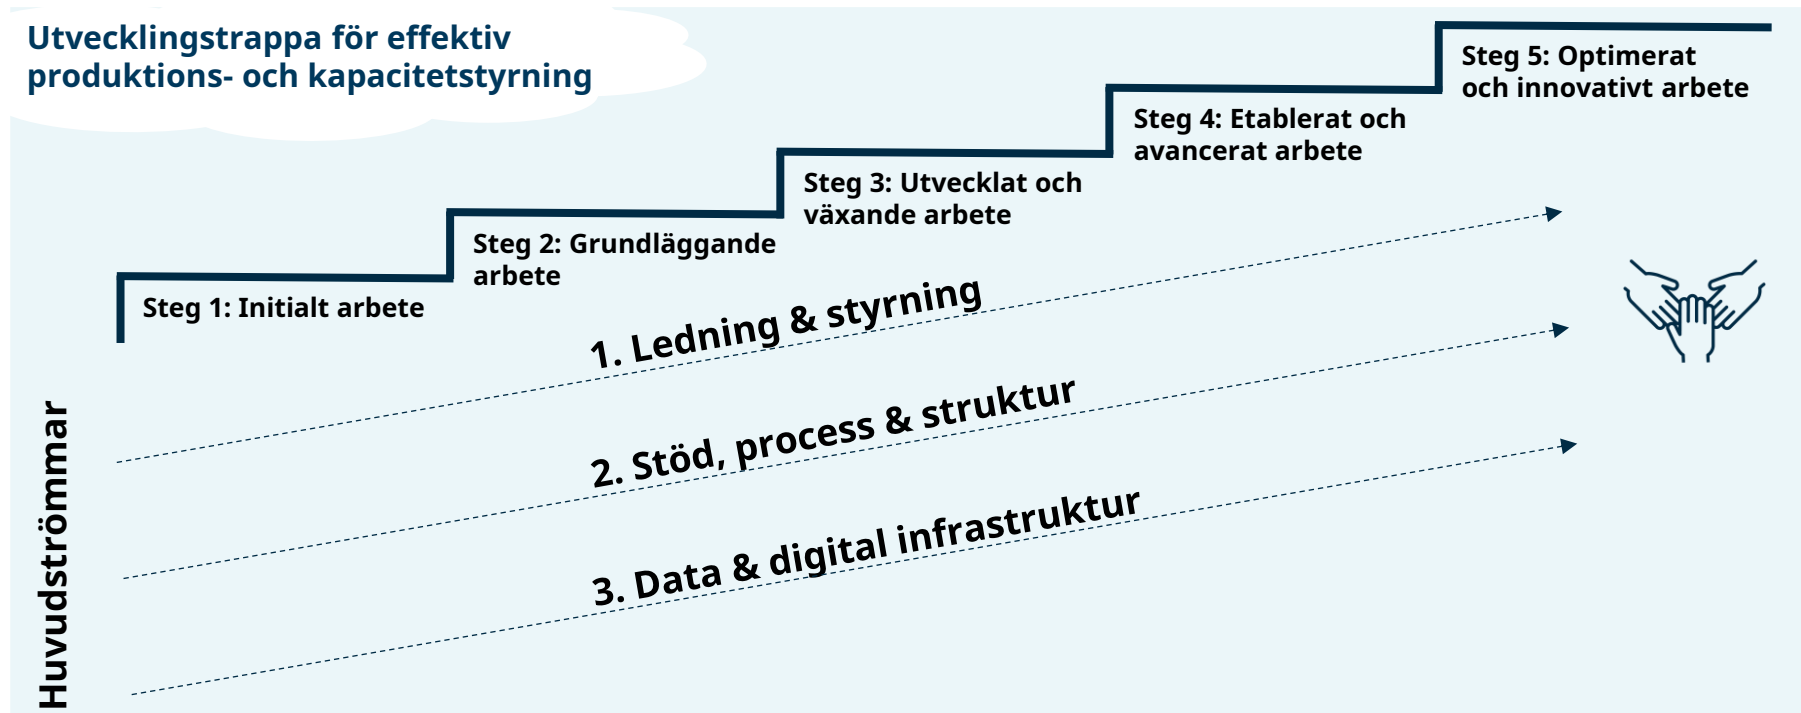 Utvecklingstrappa för effektiv
produktions- och kapacitetstyrning
Steg 1: Initialt arbete
Steg 2: Grundläggande
arbete
Steg 3: Utvecklat och
växande arbete
Steg 4: Etablerat och
avancerat arbete
Steg 5: Optimerat
och innovativt arbete
Huvudströmmar
1. Ledning & styrning
2. Stöd, process & struktur
3. Data & digital infrastruktur